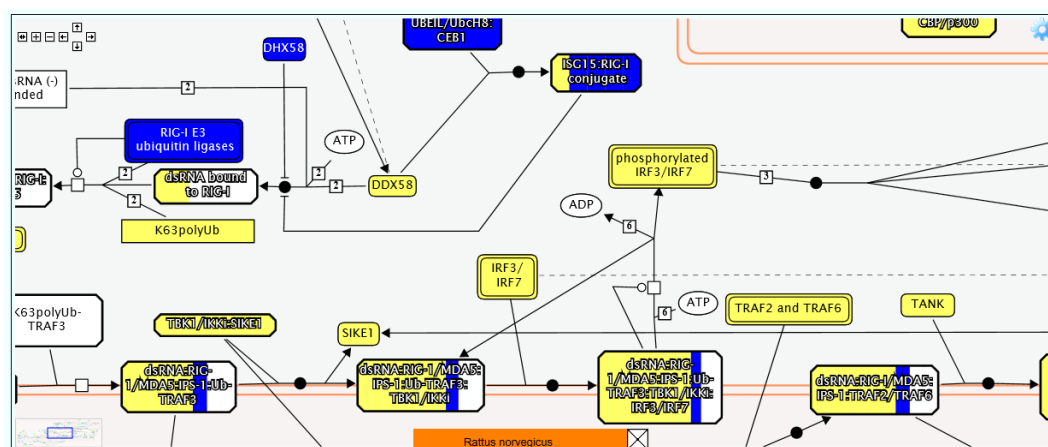 UBEIL/UbcH8:
CEB1
CBP/p300
DHX58
ISG15:RIG-I
conjugate
(-)
2
RIG-I E3
ubiquitin ligases
ATP
2
2
2
2
dsRNA bound
to RIG-I
DDX58
K63polyUb
phosphorylated
IRF3/IRF7
3
ADP
6
IRF3/
IRF7
ATP
6
K63polyUb-
TRAF3
TBK1/IKKi:SIKE1
SIKE1
TRAF2 and TRAF6
TANK
dsRNA:RIG-
1/MDA5:IPS-1:Ub-
TRAF3
dsRNA:RIG-1/MDA5:
IPS-1:Ub-TRAF3:
TBK1/IKKi
dsRNA:RIG-
1/MDA5:IPS-1:Ub-
TRAF3:TBK1/IKKi:
IRF3/IRF7
dsRNA:RIG-I/MDA5:
IPS-1:TRAF2/TRAF6
Rattus norvegicus